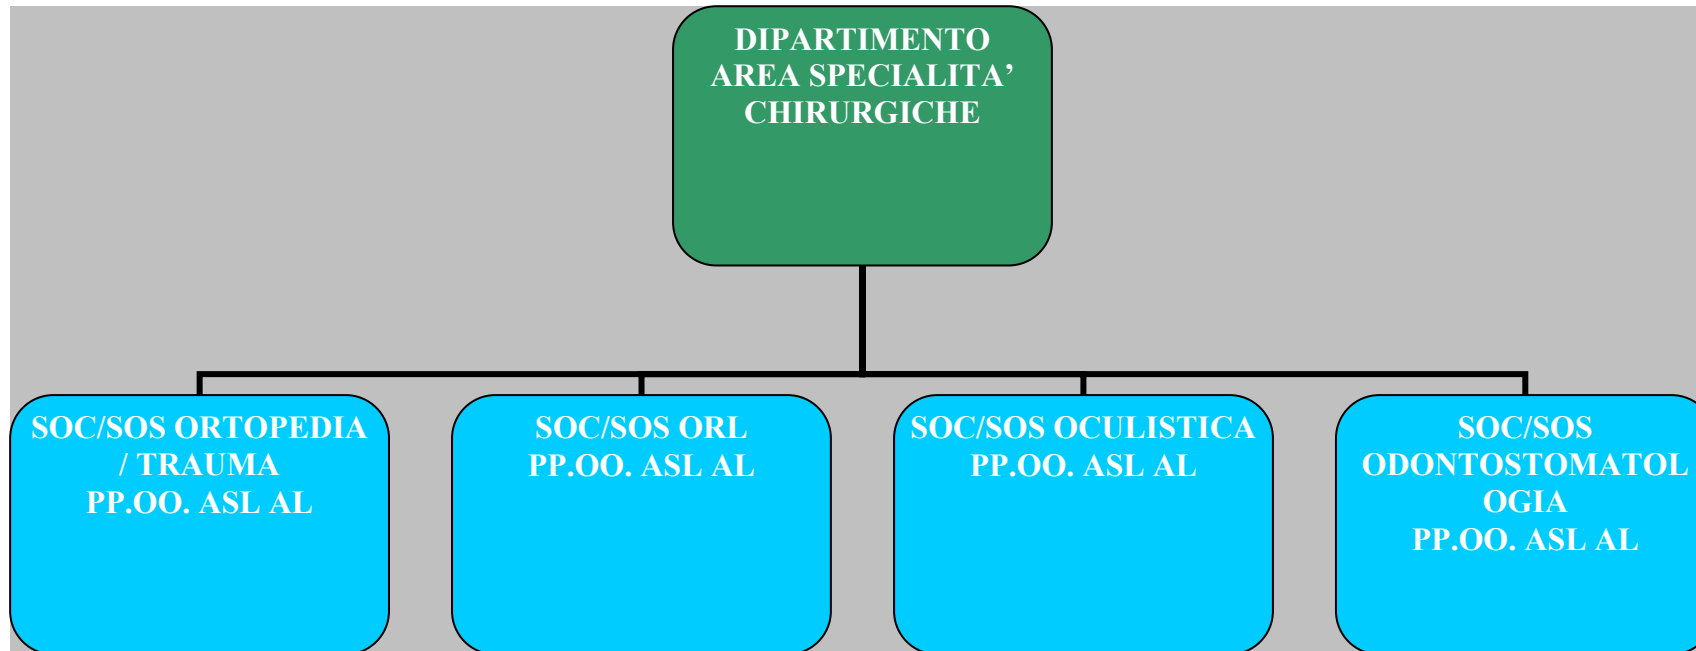 DIPARTIMENTO
AREA SPECIALITA’
CHIRURGICHE
SOC/SOS ORTOPEDIA
/ TRAUMA
PP.OO. ASL AL
SOC/SOS ORL
PP.OO. ASL AL
SOC/SOS OCULISTICA
PP.OO. ASL AL
SOC/SOS
ODONTOSTOMATOL
OGIA
PP.OO. ASL AL